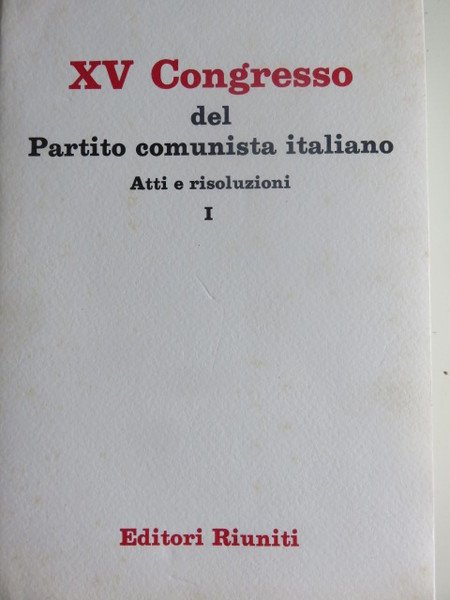 XV Congresso
del
Partito comunista italiano
Atti e risoluzioni
I
Editori Riuniti